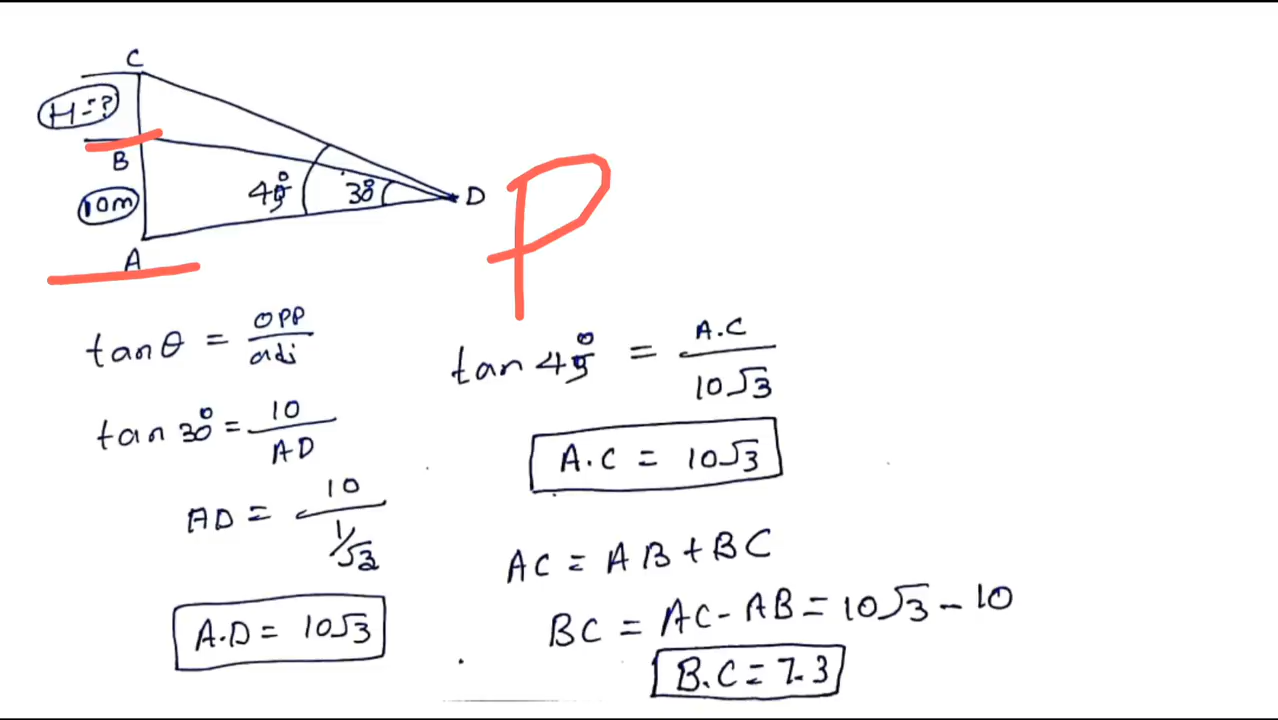 C
H=?
B
10m
A
45°
30°
D
P
tanθ = opp/adj
tan 30° = 10/AD
AD = 10/1/√3
A.D = 10√3
tan 45° = A.C/10√3
A.C = 10√3
AC = AB + BC
BC = AC - AB = 10√3 - 10
B.C = 7.3